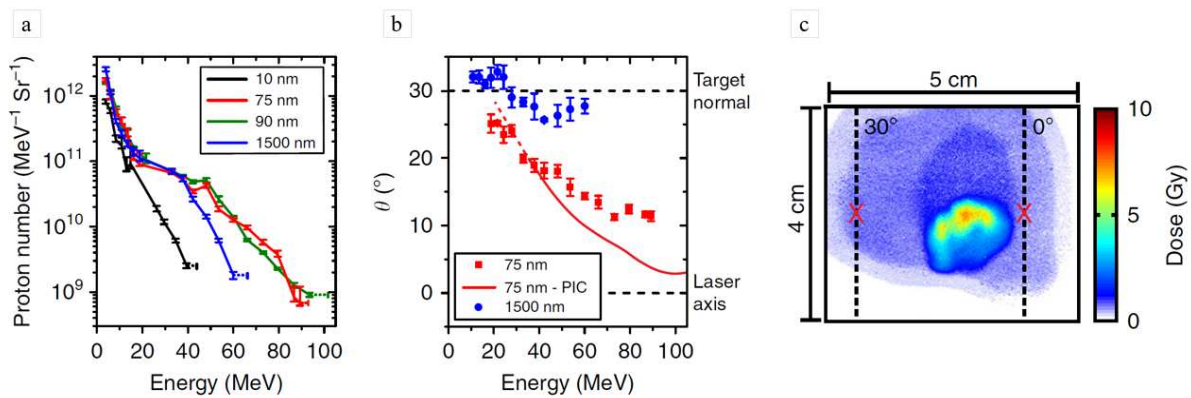 a
Proton number (MeV⁻¹ Sr⁻¹)
10¹²
10¹¹
10¹⁰
10⁹
10 nm
75 nm
90 nm
1500 nm
0 20 40 60 80 100
Energy (MeV)
b
θ (°)
40
30
20
10
0
75 nm
75 nm - PIC
1500 nm
Target
normal
Laser
axis
0 20 40 60 80 100
Energy (MeV)
c
5 cm
4 cm
30°
0°
X
X
10
5
0
Dose (Gy)